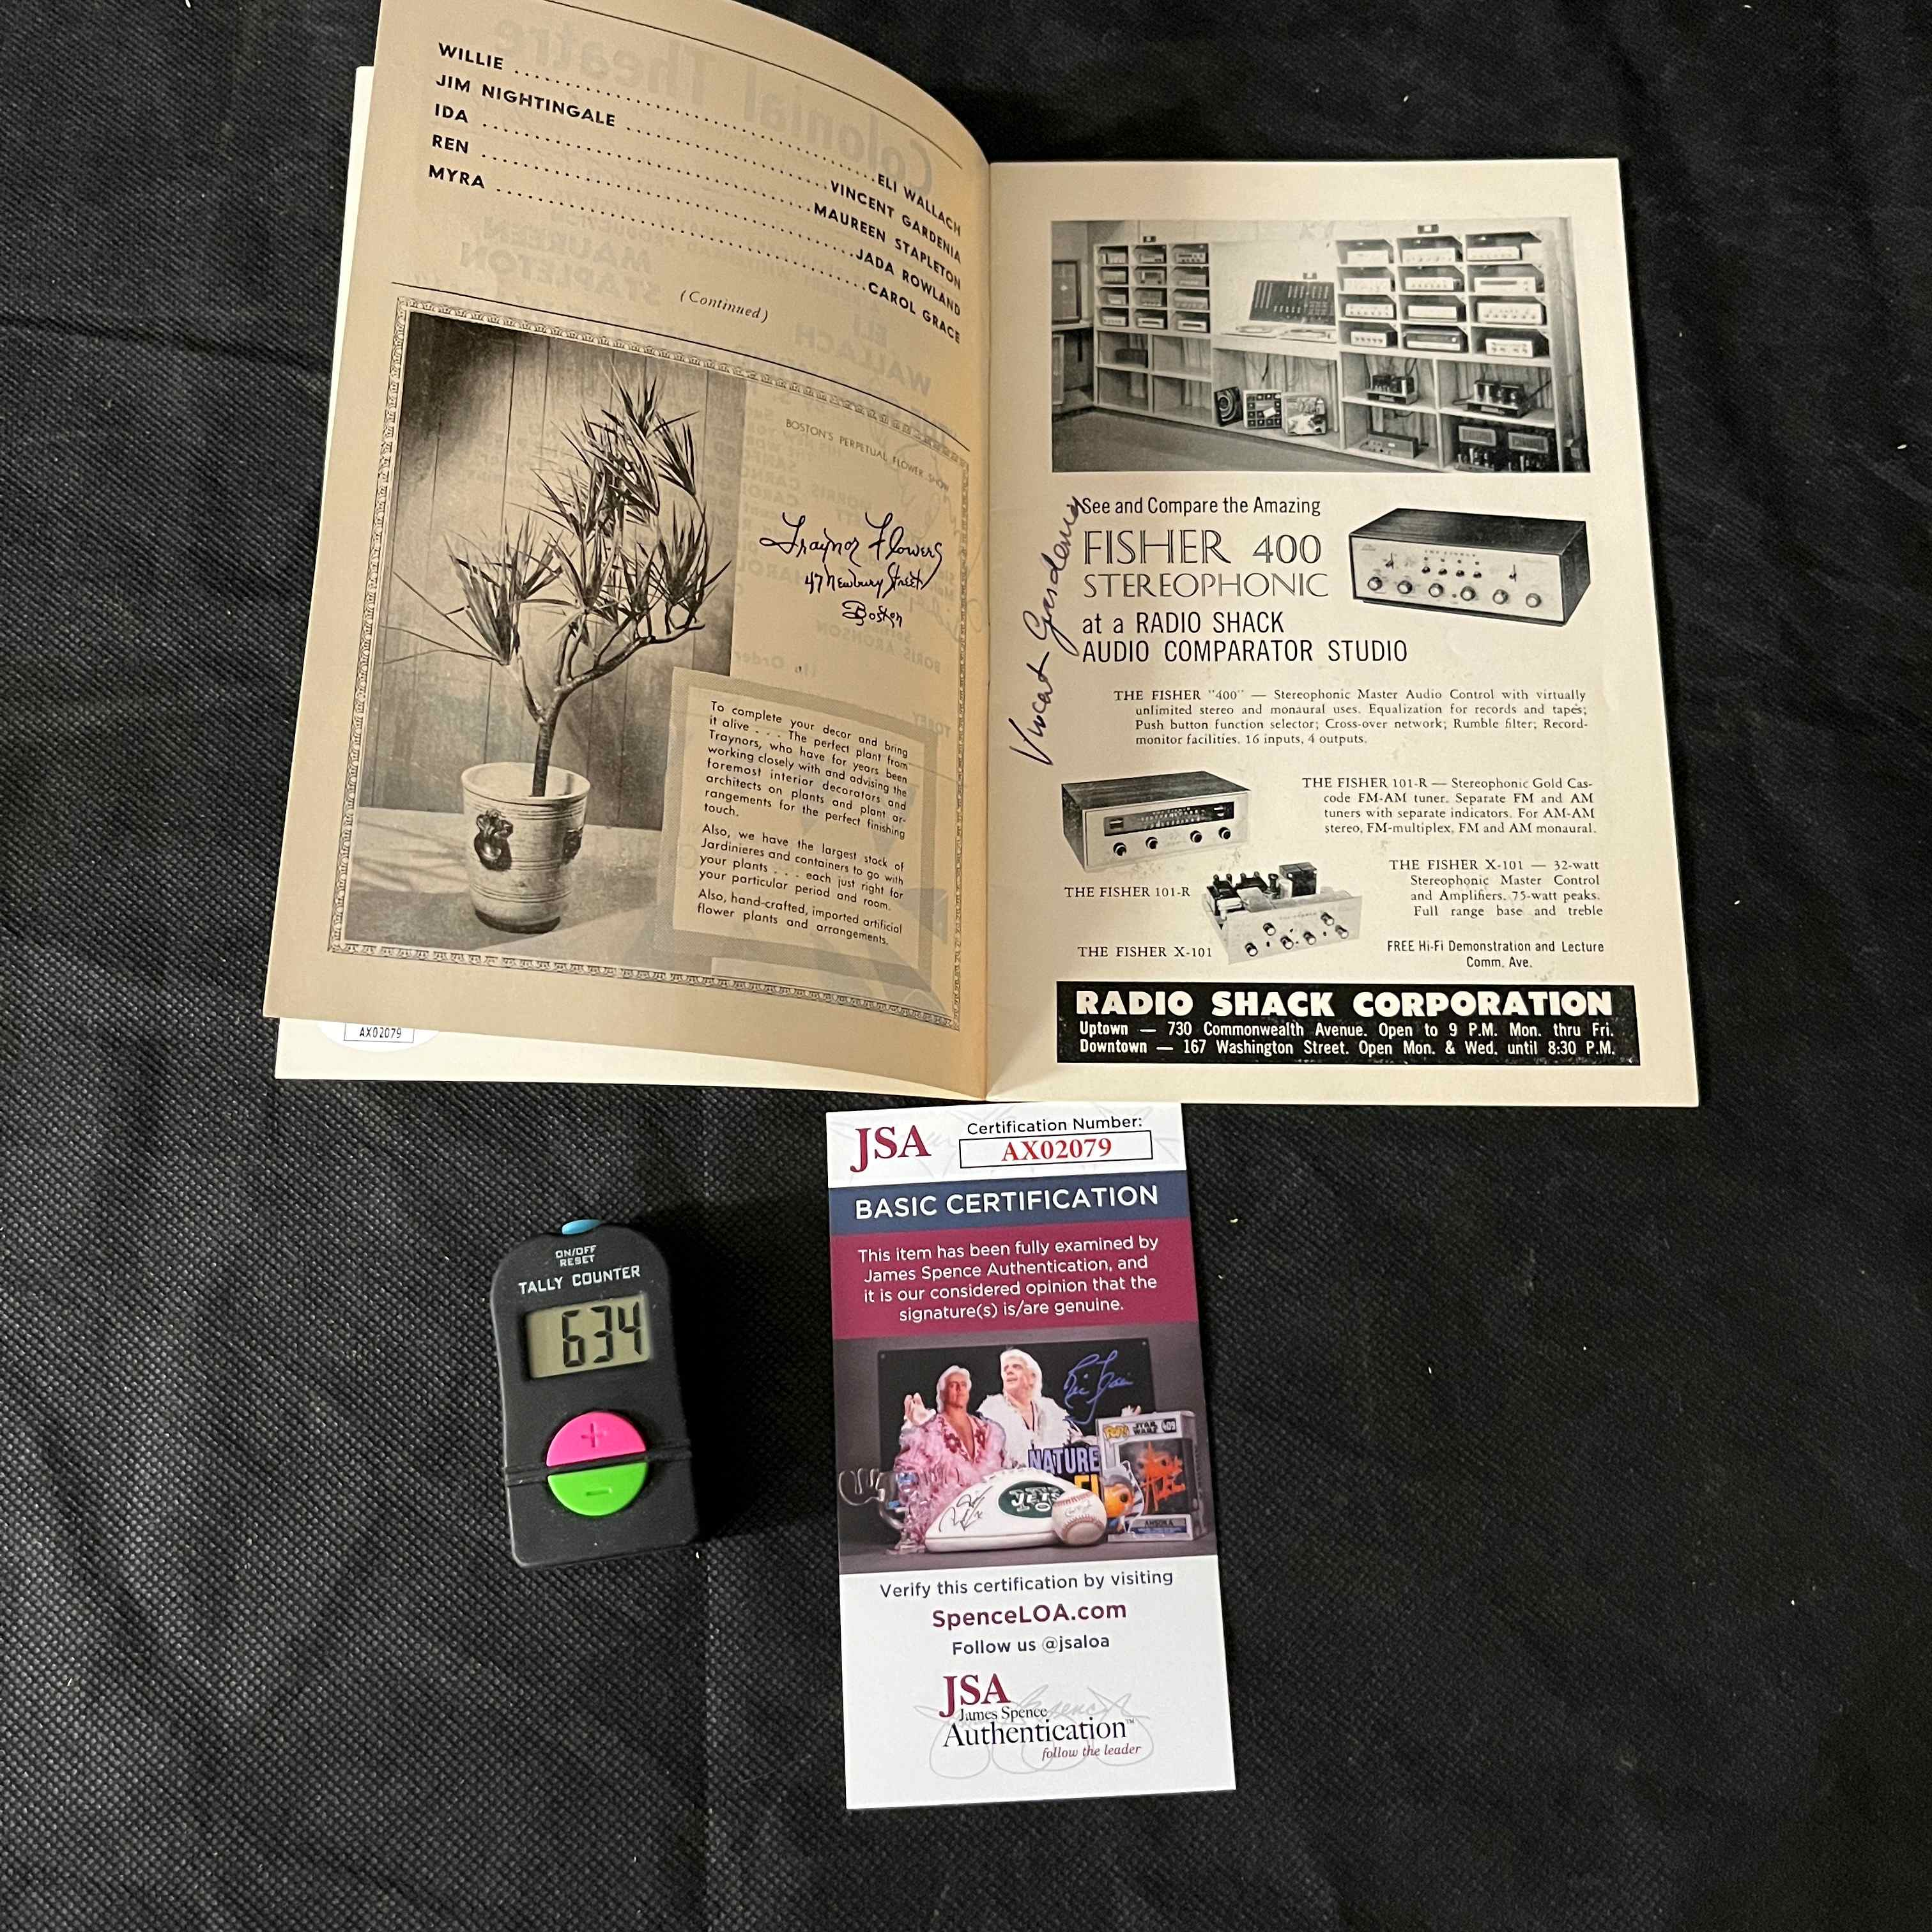 WILLIE ..... ELI WALLACH
JIM NIGHTINGALE ..... VINCENT GARDENIA
IDA ..... MAUREEN STAPLETON
REN ..... JADA ROWLAND
MYRA ..... CAROL GRACE
(Continued)
BOSTON'S PERPETUAL FLOWER SHOW
Traynor Flowers
47 Newbury Street
Boston
To complete your decor and bring
it alive . . . The perfect plant from
Traynors, who have for years been
working closely with and advising the
foremost interior decorators and
architects on plants and plant ar-
rangements for the perfect finishing
touch.
Also, we have the largest stock of
Jardinieres and containers to go with
your plants . . . each just right for
your particular period and room.
Also, hand-crafted, imported artificial
flower plants and arrangements.
AX02079
Vincent Gardenia
See and Compare the Amazing
FISHER 400
STEREOPHONIC
at a RADIO SHACK
AUDIO COMPARATOR STUDIO
THE FISHER "400" — Stereophonic Master Audio Control with virtually
unlimited stereo and monaural uses. Equalization for records and tapes;
Push button function selector; Cross-over network; Rumble filter; Record-
monitor facilities. 16 inputs, 4 outputs.
THE FISHER 101-R — Stereophonic Gold Cas-
code FM-AM tuner. Separate FM and AM
tuners with separate indicators. For AM-AM
stereo, FM-multiplex, FM and AM monaural.
THE FISHER 101-R
THE FISHER X-101 — 32-watt
Stereophonic Master Control
and Amplifiers. 75-watt peaks.
Full range base and treble
THE FISHER X-101
FREE Hi-Fi Demonstration and Lecture
Comm. Ave.
RADIO SHACK CORPORATION
Uptown — 730 Commonwealth Avenue. Open to 9 P.M. Mon. thru Fri.
Downtown — 167 Washington Street. Open Mon. & Wed. until 8:30 P.M.
JSA
Certification Number:
AX02079
BASIC CERTIFICATION
This item has been fully examined by
James Spence Authentication, and
it is our considered opinion that the
signature(s) is/are genuine.
NATURE
JETS
STAR
WARS
409
AHSOKA
Verify this certification by visiting
SpenceLOA.com
Follow us @jsaloa
JSA
James Spence
Authentication™
follow the leader
ON/OFF
RESET
TALLY COUNTER
634
+
−